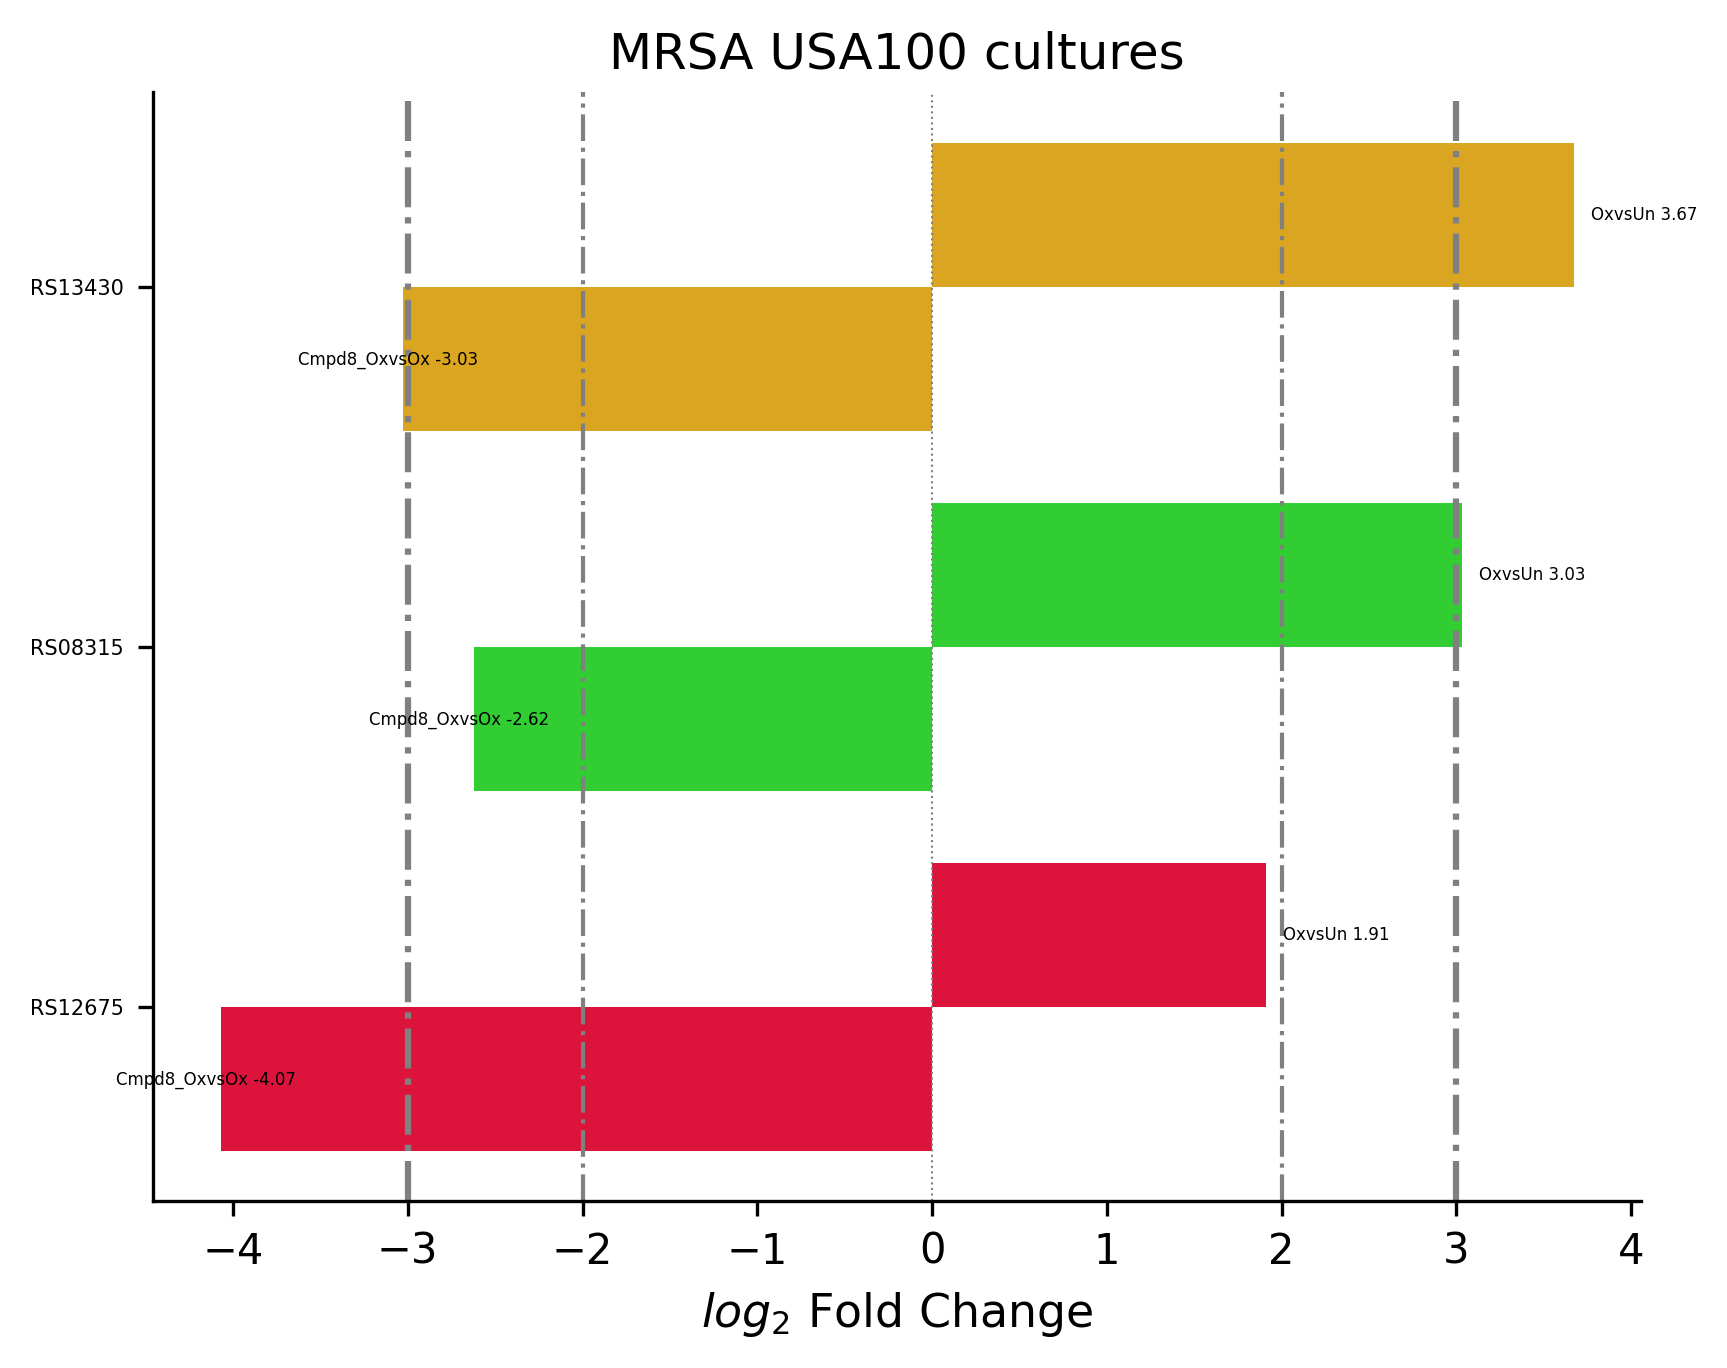 MRSA USA100 cultures
OxvsUn 3.67
RS13430
Cmpd8_OxvsOx -3.03
OxvsUn 3.03
RS08315
Cmpd8_OxvsOx -2.62
OxvsUn 1.91
RS12675
Cmpd8_OxvsOx -4.07
−4 −3 −2 −1 0 1 2 3 4
log₂ Fold Change